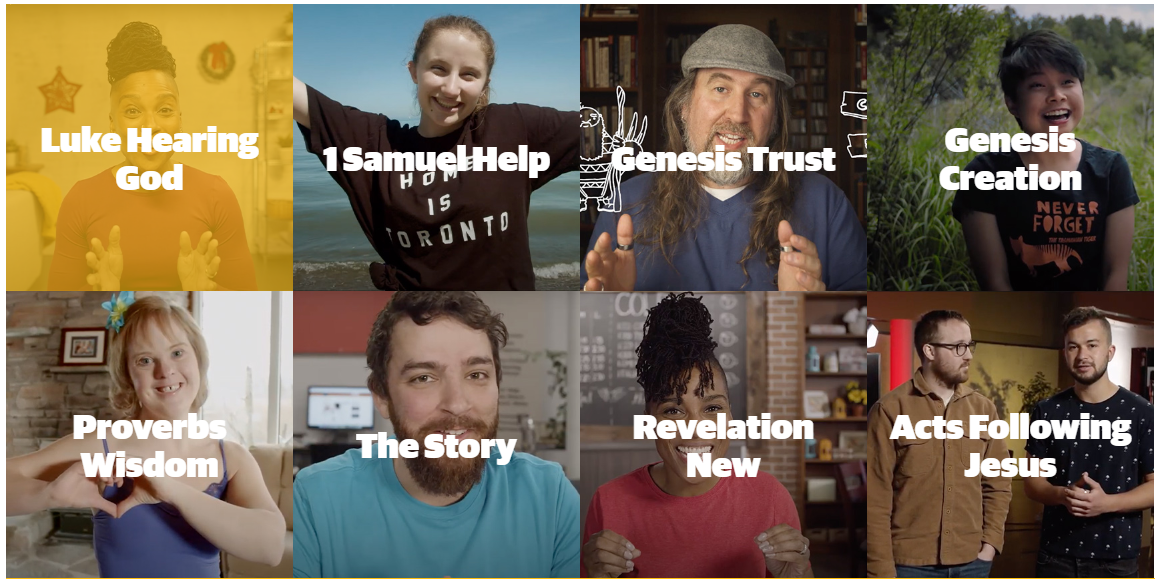 Luke Hearing
God
1 Samuel Help
HOME
IS
TORONTO
Genesis Trust
Genesis
Creation
NEVER
FORGET
Proverbs
Wisdom
The Story
Revelation
New
CO
Acts Following
Jesus